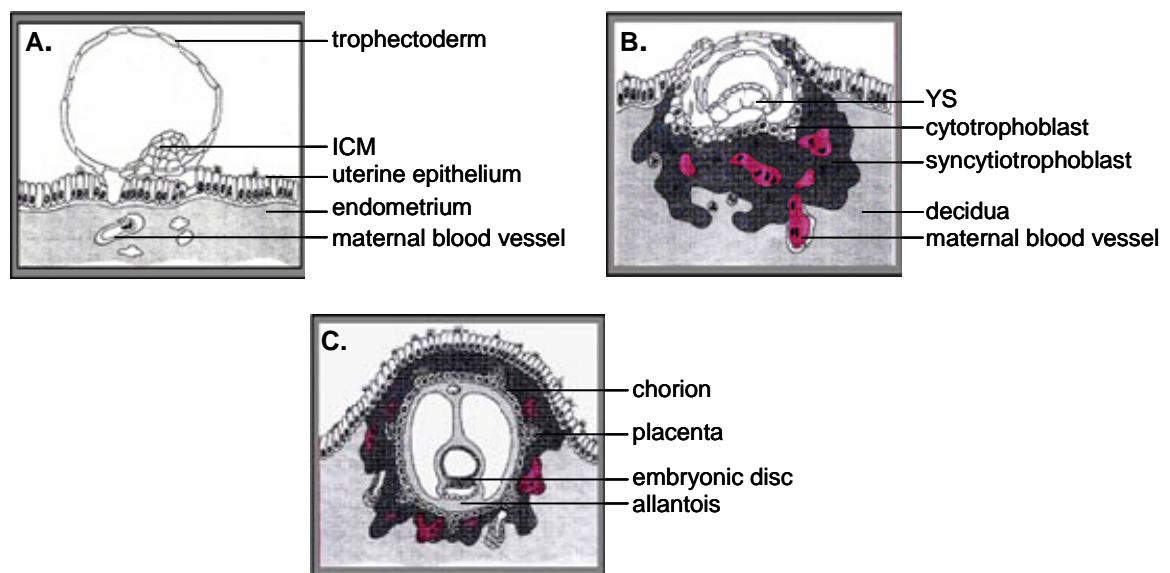 A.
trophectoderm
ICM
uterine epithelium
endometrium
maternal blood vessel
B.
YS
cytotrophoblast
syncytiotrophoblast
decidua
maternal blood vessel
C.
chorion
placenta
embryonic disc
allantois